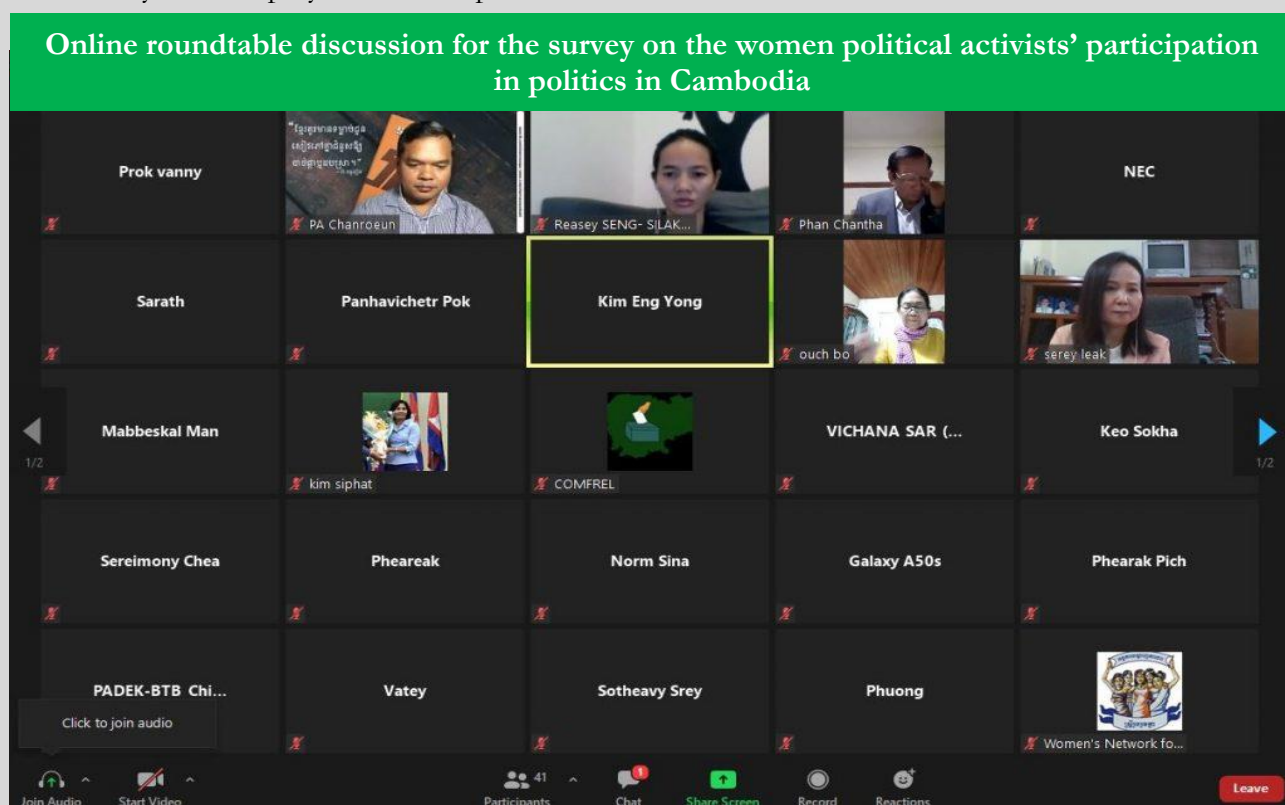 Online roundtable discussion for the survey on the women political activists’ participation
in politics in Cambodia
Prok vanny
PA Chanroeun
Reasey SENG- SILAK...
Phan Chantha
NEC
Sarath
Panhavichetr Pok
Kim Eng Yong
ouch bo
serey leak
Mabbeskal Man
kim siphat
COMFREL
VICHANA SAR (...
Keo Sokha
1/2
1/2
Sereimony Chea
Pheareak
Norm Sina
Galaxy A50s
Phearak Pich
PADEK-BTB Chi...
Vatey
Sotheavy Srey
Phuong
Women's Network fo...
Click to join audio
Join Audio
Start Video
41
Participants
1
Chat
Share Screen
Record
Reactions
Leave